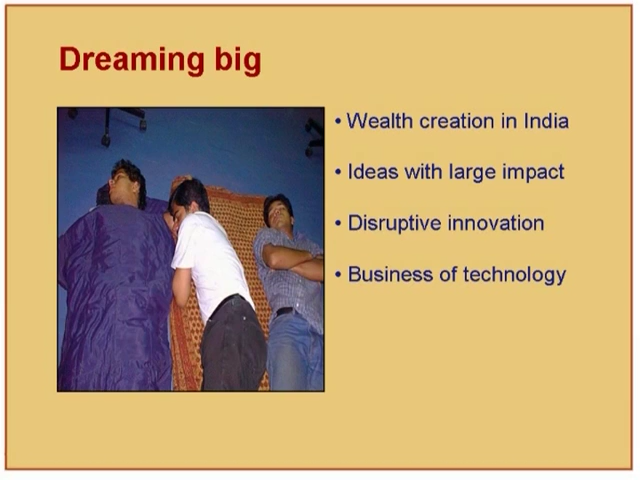 Dreaming big
• Wealth creation in India
• Ideas with large impact
• Disruptive innovation
• Business of technology